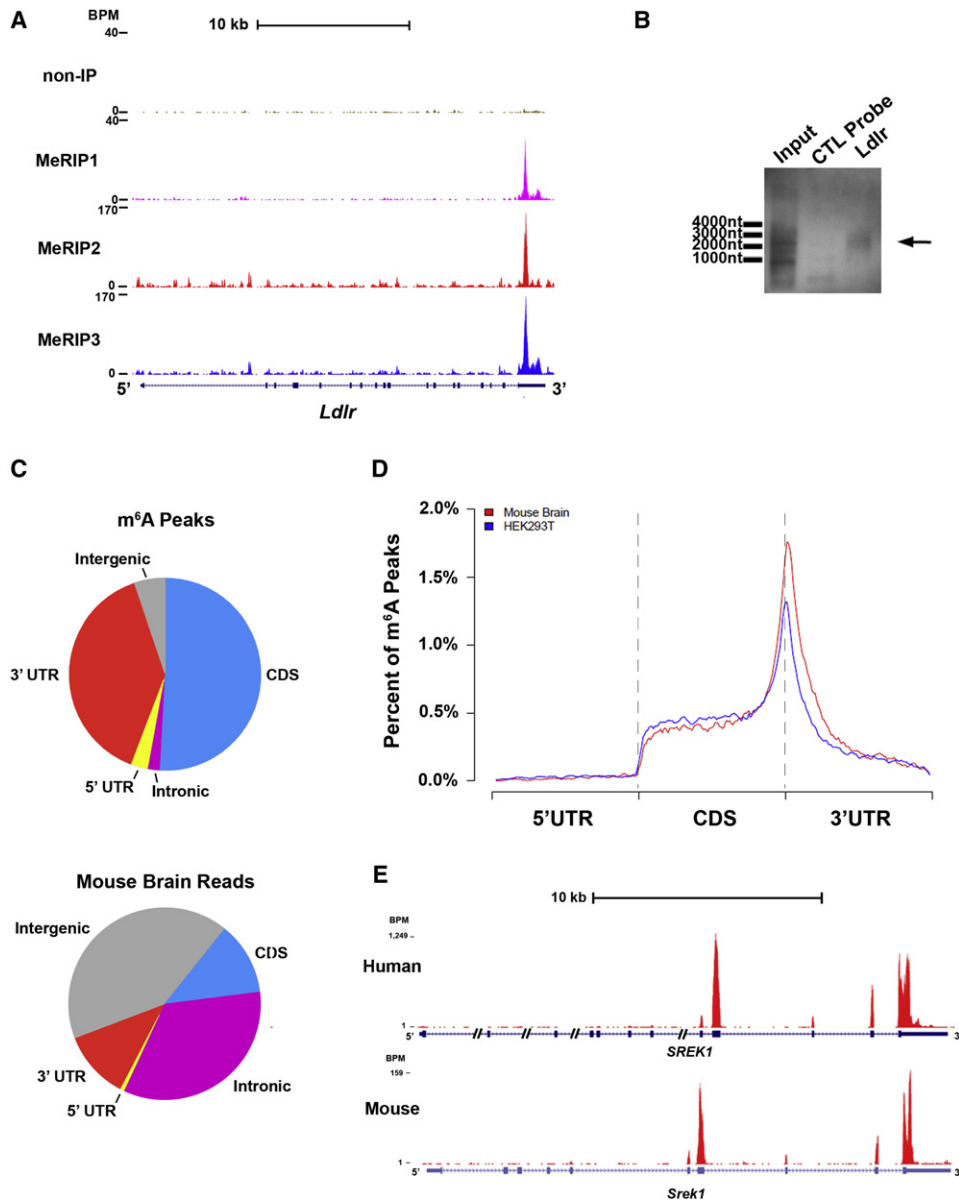 A
BPM
10 kb
40
non-IP
0
40
MeRIP1
0
170
MeRIP2
0
170
MeRIP3
0
5’ 3’
Ldlr
B
Input
CTL Probe
Ldlr
4000nt
3000nt
2000nt
1000nt
C
m⁶A Peaks
Intergenic
3’ UTR
CDS
5’ UTR
Intronic
Mouse Brain Reads
Intergenic
CDS
3’ UTR
5’ UTR
Intronic
D
Mouse Brain
HEK293T
Percent of m⁶A Peaks
2.0%
1.5%
1.0%
0.5%
0.0%
5’UTR CDS 3’UTR
E
10 kb
BPM
1,249
Human
1
5’ 3’
SREK1
BPM
159
Mouse
1
5’ 3’
Srek1